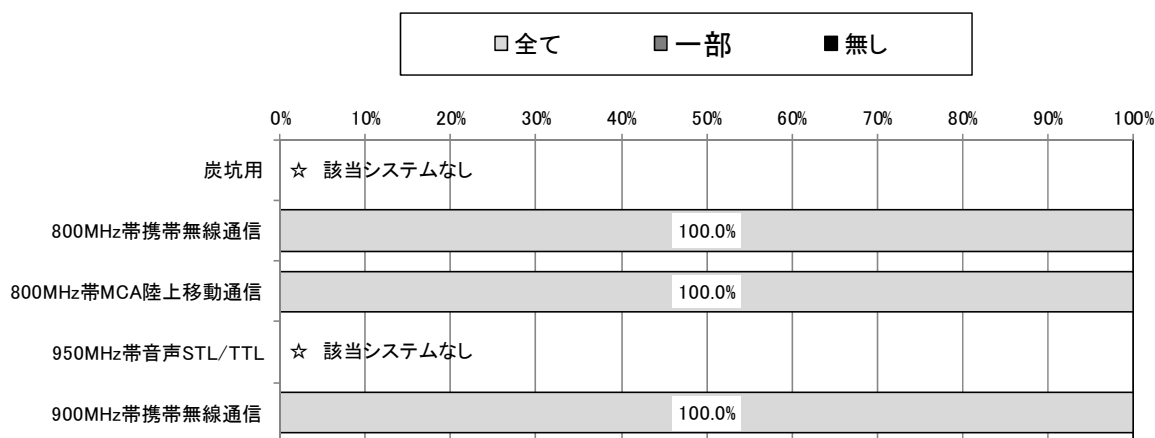 全て 一部 無し
0% 10% 20% 30% 40% 50% 60% 70% 80% 90% 100%
炭坑用 ☆ 該当システムなし
800MHz帯携帯無線通信 100.0%
800MHz帯MCA陸上移動通信 100.0%
950MHz帯音声STL/TTL ☆ 該当システムなし
900MHz帯携帯無線通信 100.0%